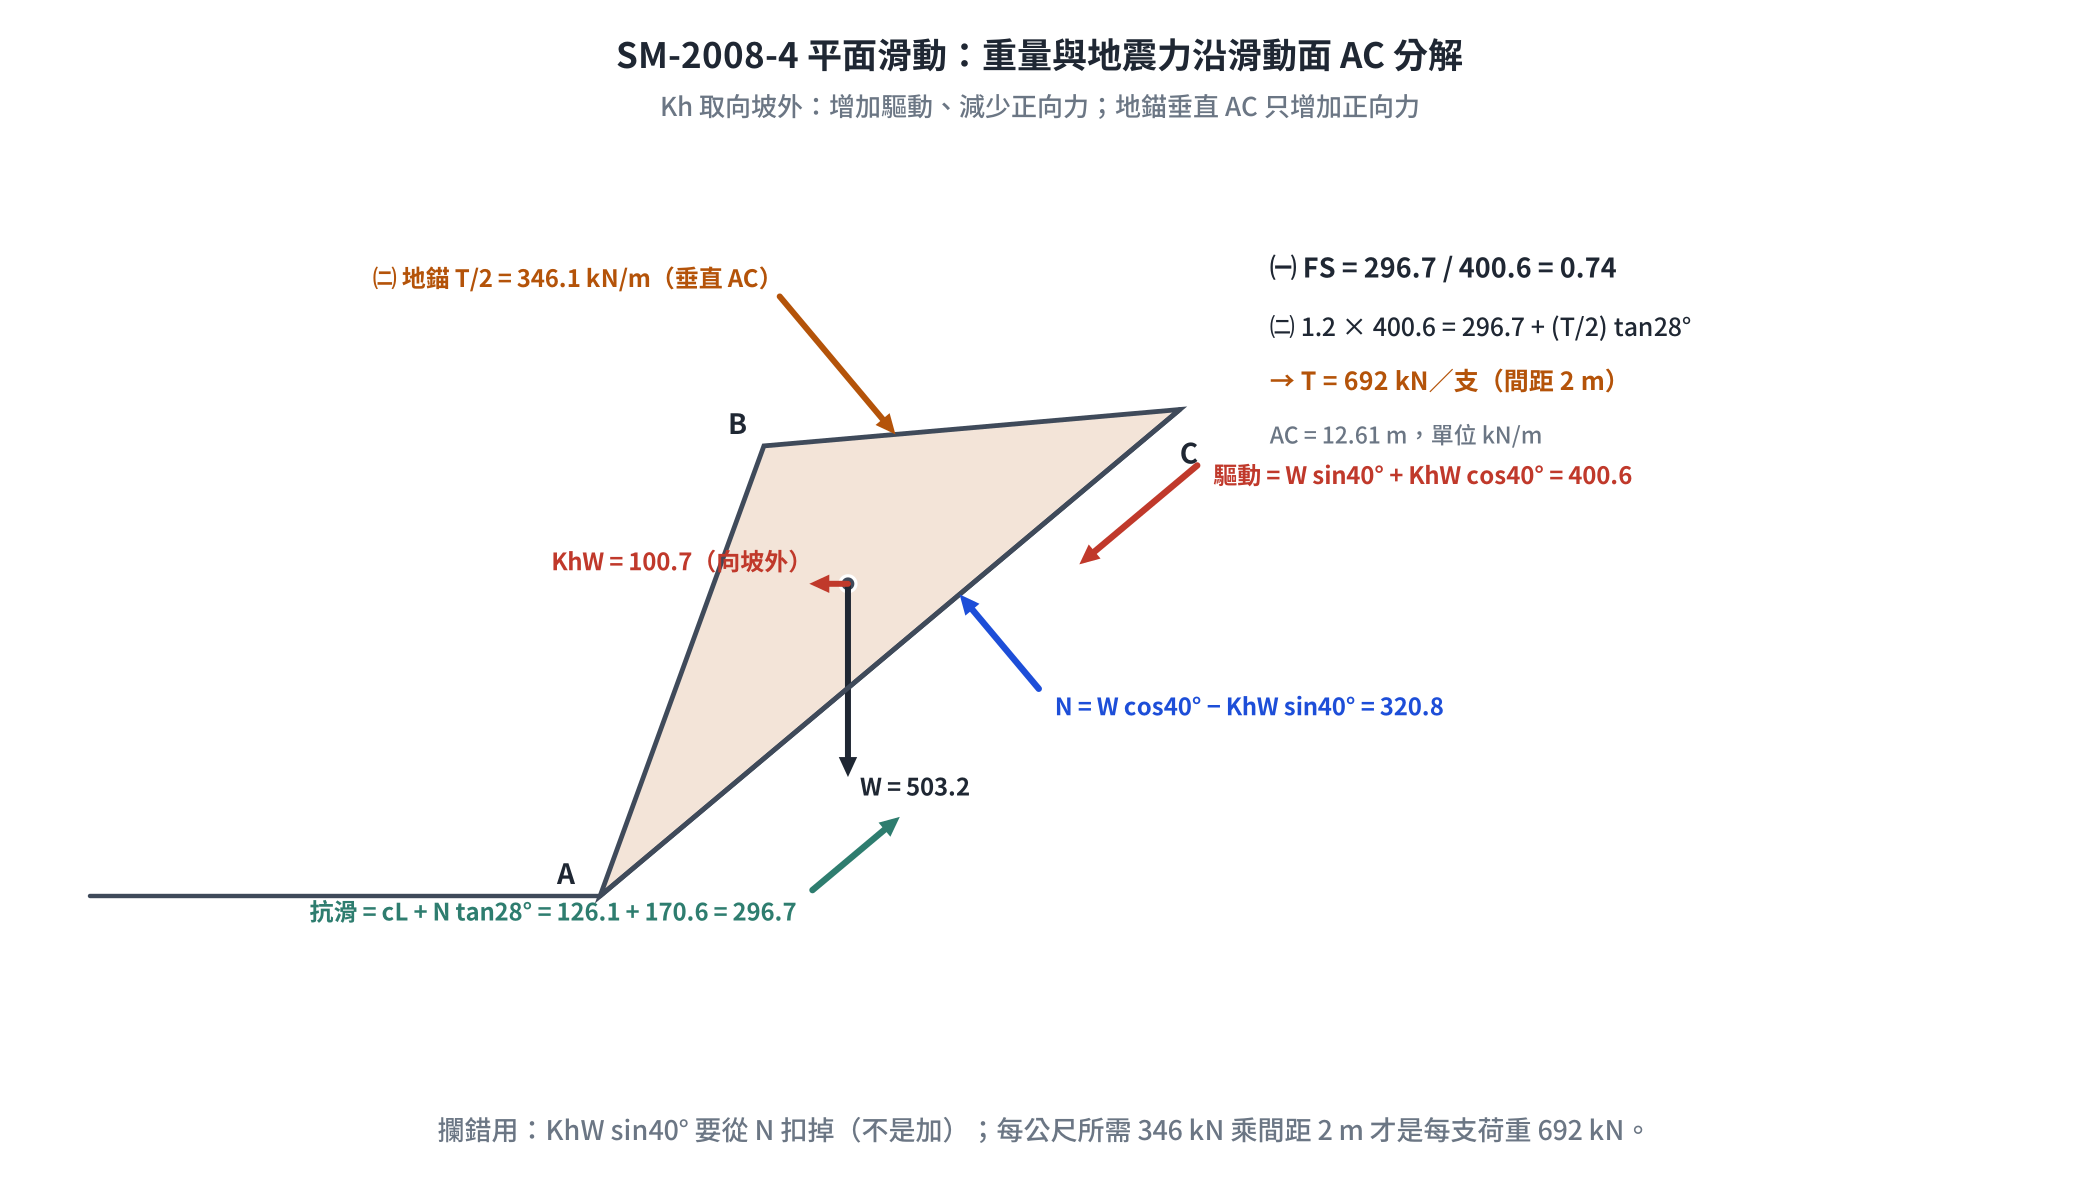 SM-2008-4 平面滑動：重量與地震力沿滑動面 AC 分解
Kh 取向坡外：增加驅動、減少正向力；地錨垂直 AC 只增加正向力
㈡ 地錨 T/2 = 346.1 kN/m（垂直 AC）
㈠ FS = 296.7 / 400.6 = 0.74
㈡ 1.2 × 400.6 = 296.7 + (T/2) tan28°
→ T = 692 kN／支（間距 2 m）
AC = 12.61 m，單位 kN/m
B
C
驅動 = W sin40° + KhW cos40° = 400.6
KhW = 100.7（向坡外）
N = W cos40° − KhW sin40° = 320.8
W = 503.2
A
抗滑 = cL + N tan28° = 126.1 + 170.6 = 296.7
攔錯用：KhW sin40° 要從 N 扣掉（不是加）；每公尺所需 346 kN 乘間距 2 m 才是每支荷重 692 kN。